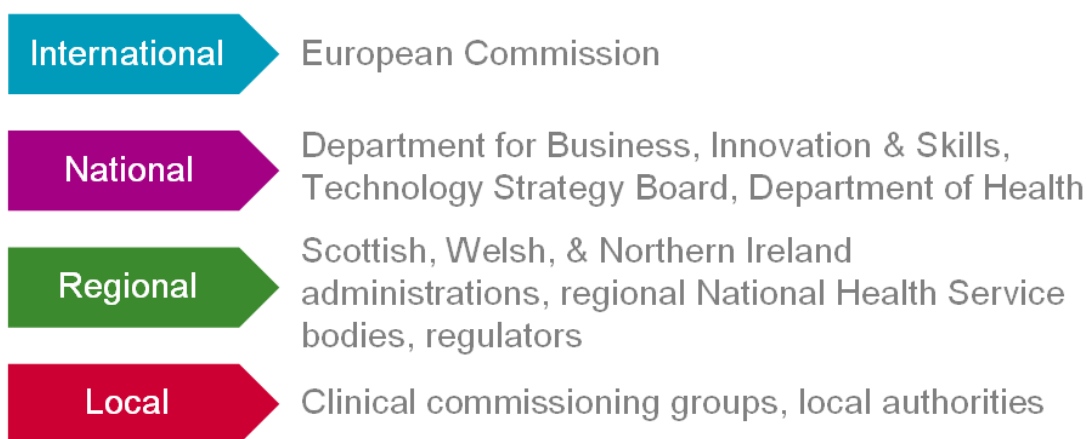 International
European Commission
National
Department for Business, Innovation & Skills,
Technology Strategy Board, Department of Health
Regional
Scottish, Welsh, & Northern Ireland
administrations, regional National Health Service
bodies, regulators
Local
Clinical commissioning groups, local authorities